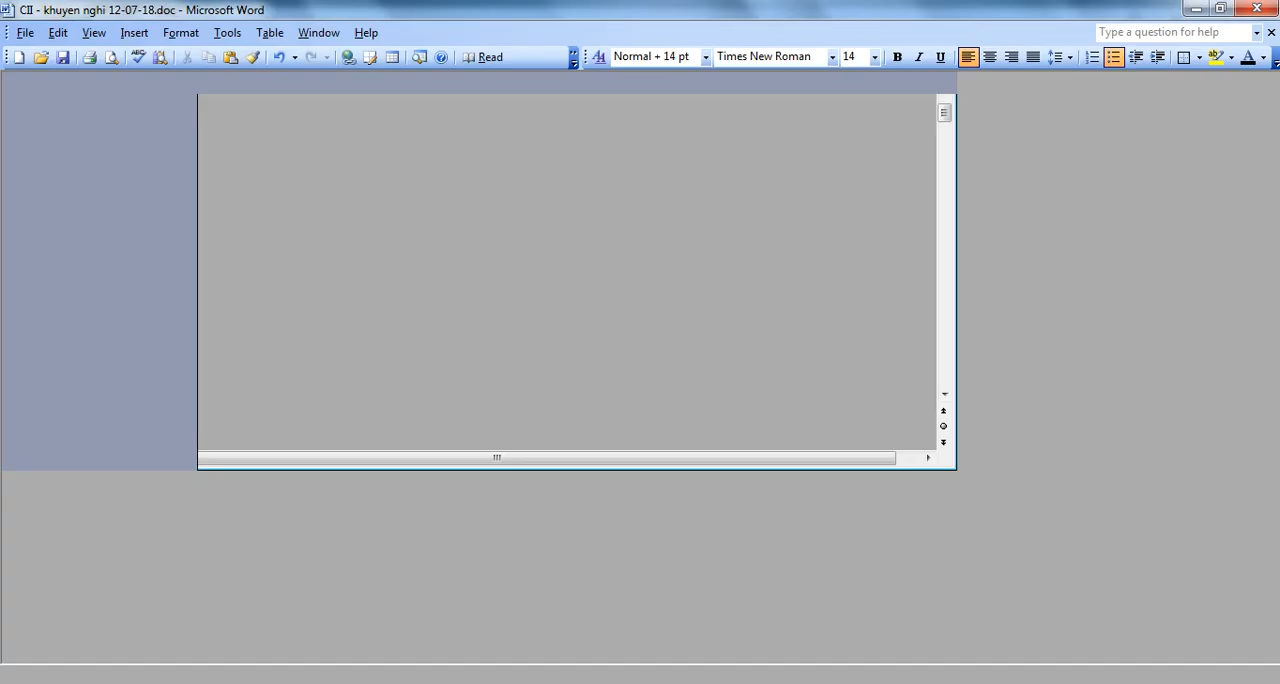 CII - khuyen nghi 12-07-18.doc - Microsoft Word
File Edit View Insert Format Tools Table Window Help Type a question for help
Read Normal + 14 pt Times New Roman 14 B I U